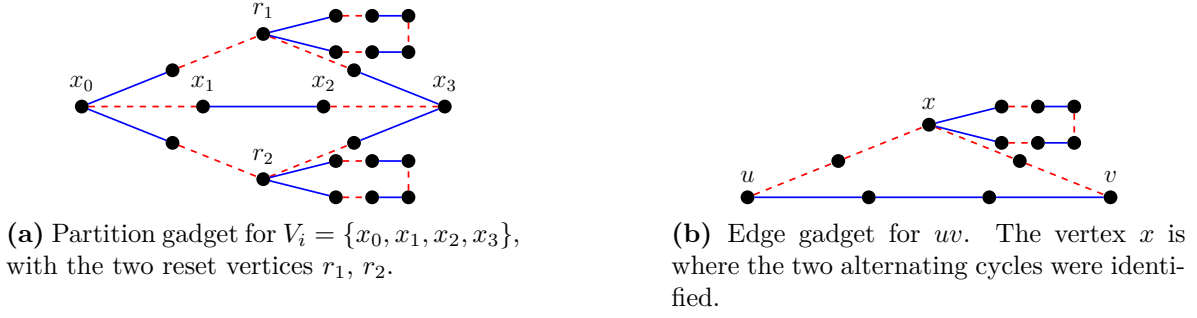 r₁
x₀ x₁ x₂ x₃
r₂
(a) Partition gadget for Vᵢ = {x₀, x₁, x₂, x₃},
with the two reset vertices r₁, r₂.
x
u v
(b) Edge gadget for uv. The vertex x is
where the two alternating cycles were identi-
fied.